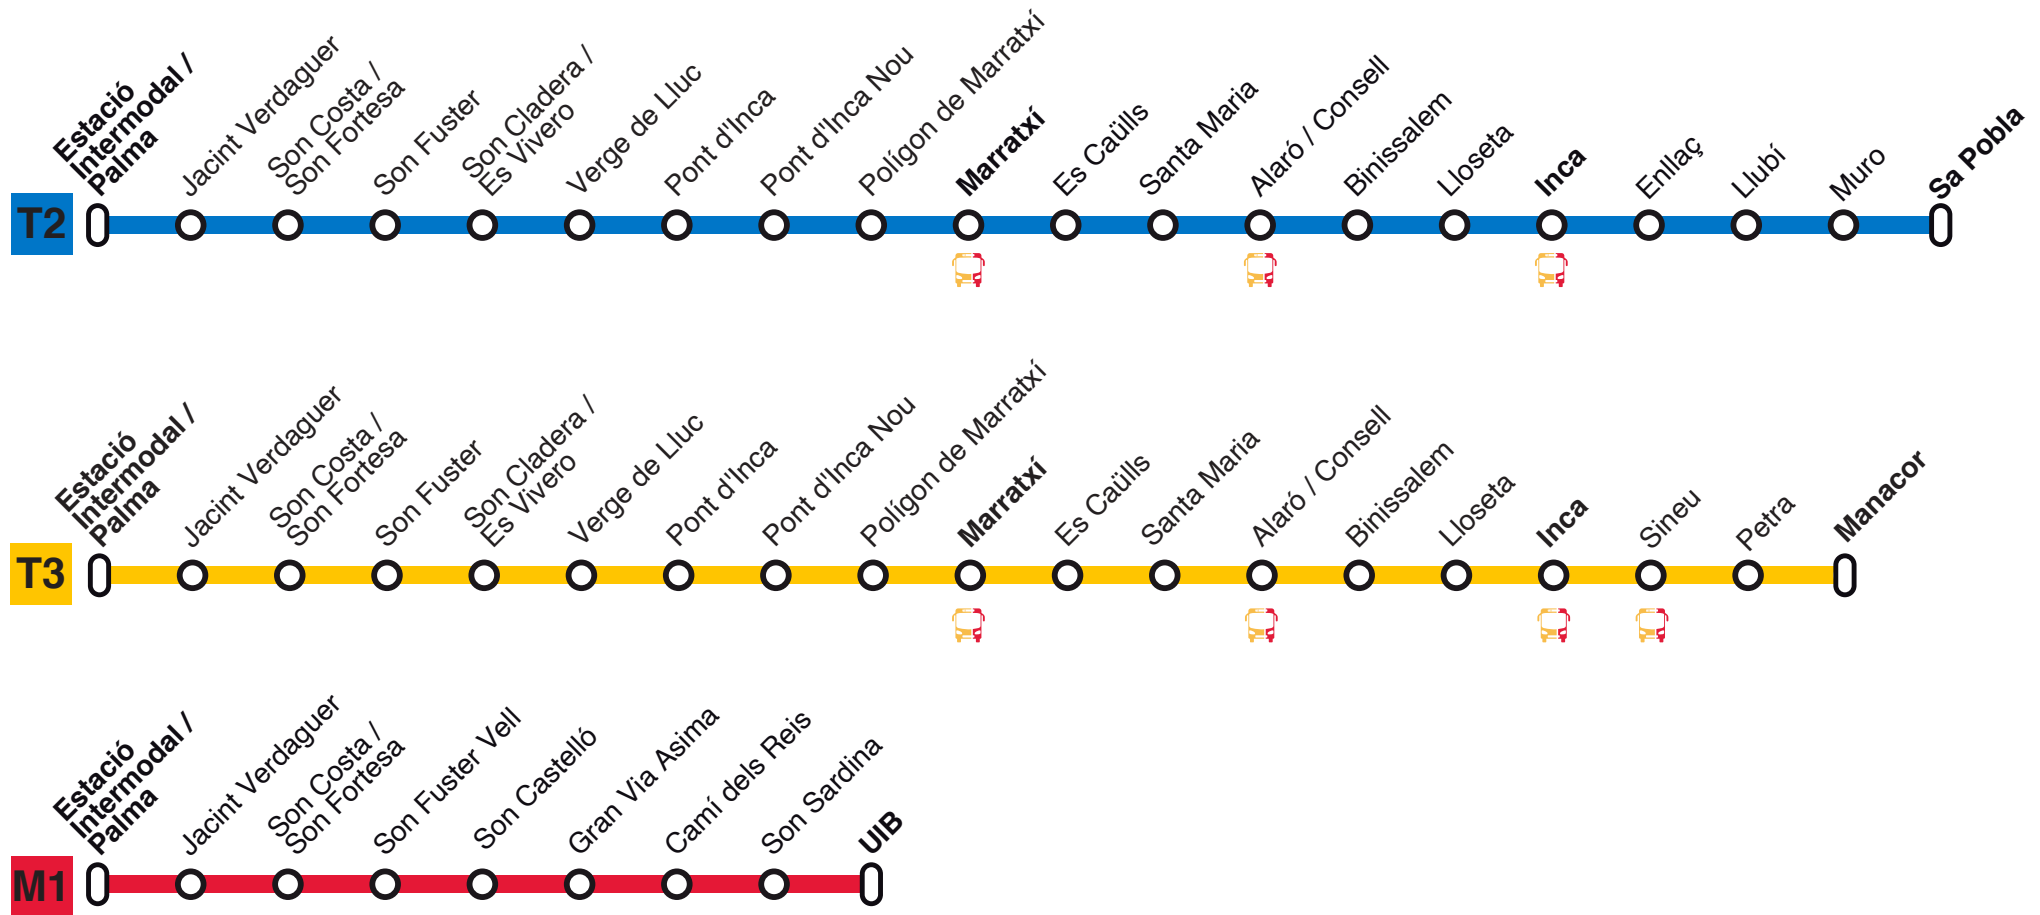 T2
Estació
Intermodal /
Palma
Jacint Verdaguer
Son Costa /
Son Fortesa
Son Fuster
Son Cladera /
Es Vivero
Verge de Lluc
Pont d'Inca
Pont d'Inca Nou
Polígon de Marratxí
Marratxí
Es Caülls
Santa Maria
Alaró / Consell
Binissalem
Lloseta
Inca
Enllaç
Llubí
Muro
Sa Pobla
T3
Estació
Intermodal /
Palma
Jacint Verdaguer
Son Costa /
Son Fortesa
Son Fuster
Son Cladera /
Es Vivero
Verge de Lluc
Pont d'Inca
Pont d'Inca Nou
Polígon de Marratxí
Marratxí
Es Caülls
Santa Maria
Alaró / Consell
Binissalem
Lloseta
Inca
Sineu
Petra
Manacor
M1
Estació
Intermodal /
Palma
Jacint Verdaguer
Son Costa /
Son Fortesa
Son Fuster Vell
Son Castelló
Gran Via Asima
Camí dels Reis
Son Sardina
UIB